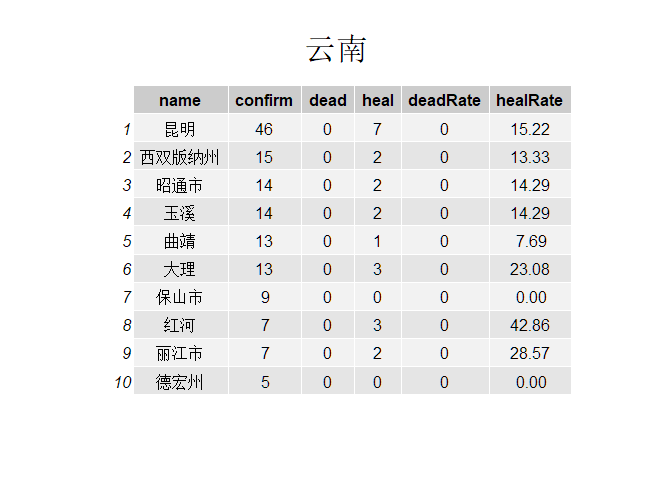 云南
name confirm dead heal deadRate healRate
1 昆明 46 0 7 0 15.22
2 西双版纳州 15 0 2 0 13.33
3 昭通市 14 0 2 0 14.29
4 玉溪 14 0 2 0 14.29
5 曲靖 13 0 1 0 7.69
6 大理 13 0 3 0 23.08
7 保山市 9 0 0 0 0.00
8 红河 7 0 3 0 42.86
9 丽江市 7 0 2 0 28.57
10 德宏州 5 0 0 0 0.00